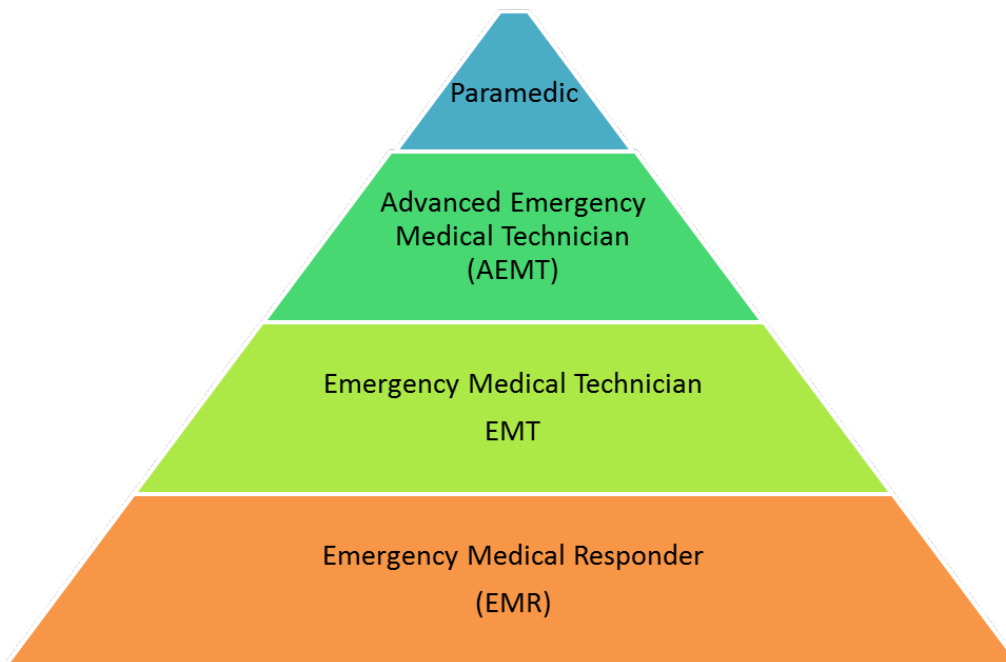 Paramedic
Advanced Emergency
Medical Technician
(AEMT)
Emergency Medical Technician
EMT
Emergency Medical Responder
(EMR)